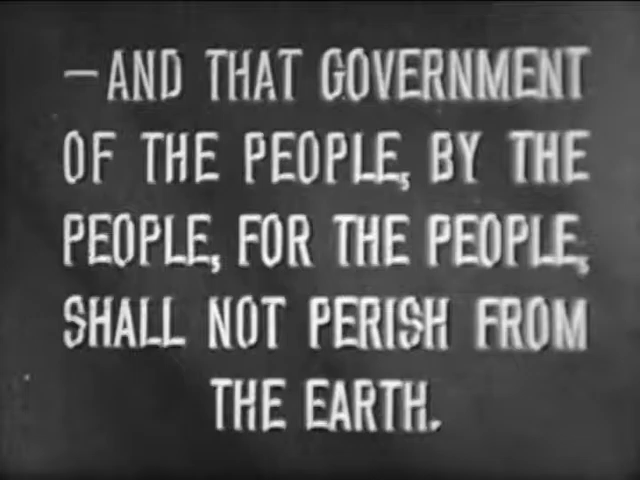 —AND THAT GOVERNMENT
OF THE PEOPLE, BY THE
PEOPLE, FOR THE PEOPLE,
SHALL NOT PERISH FROM
THE EARTH.